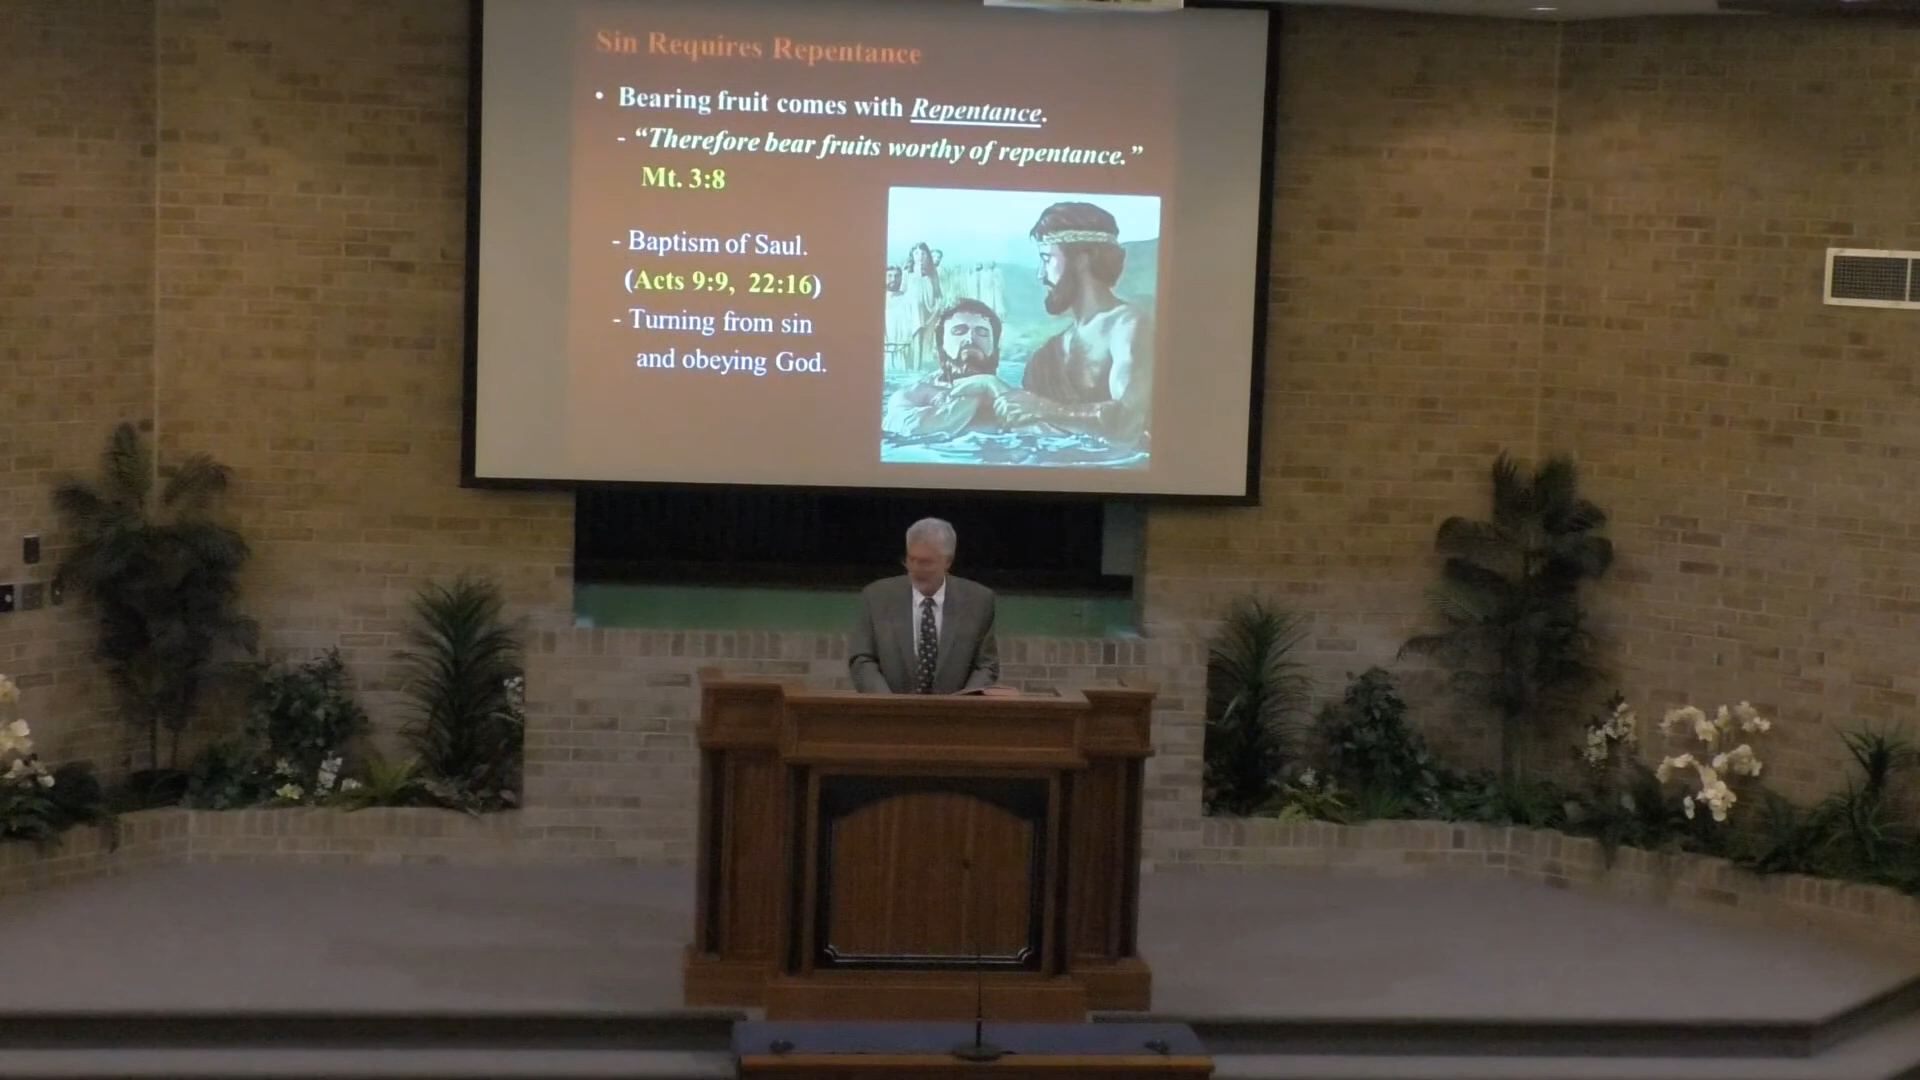 Sin Requires Repentance
• Bearing fruit comes with Repentance.
- “Therefore bear fruits worthy of repentance.”
Mt. 3:8
- Baptism of Saul.
(Acts 9:9, 22:16)
- Turning from sin
and obeying God.